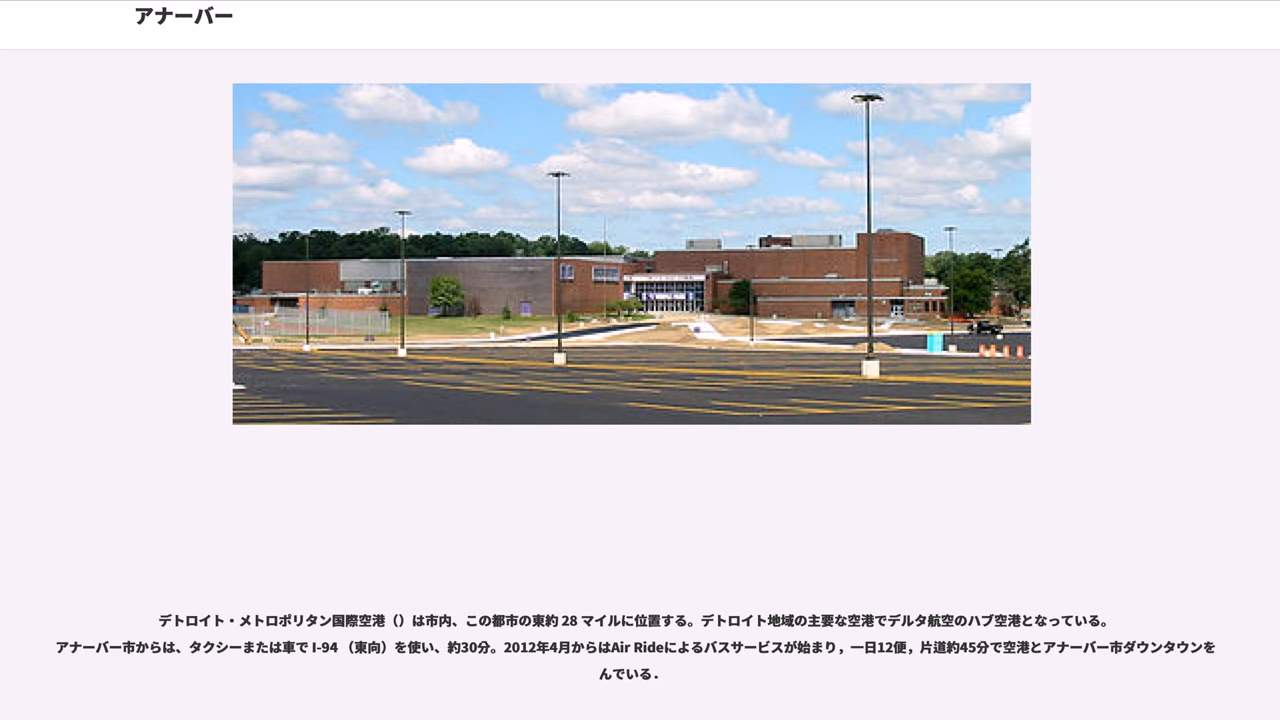 アナーバー
デトロイト・メトロポリタン国際空港（）は市内、この都市の東約 28 マイルに位置する。デトロイト地域の主要な空港でデルタ航空のハブ空港となっている。
アナーバー市からは、タクシーまたは車で I-94 （東向）を使い、約30分。2012年4月からはAir Rideによるバスサービスが始まり，一日12便，片道約45分で空港とアナーバー市ダウンタウンを
んでいる．